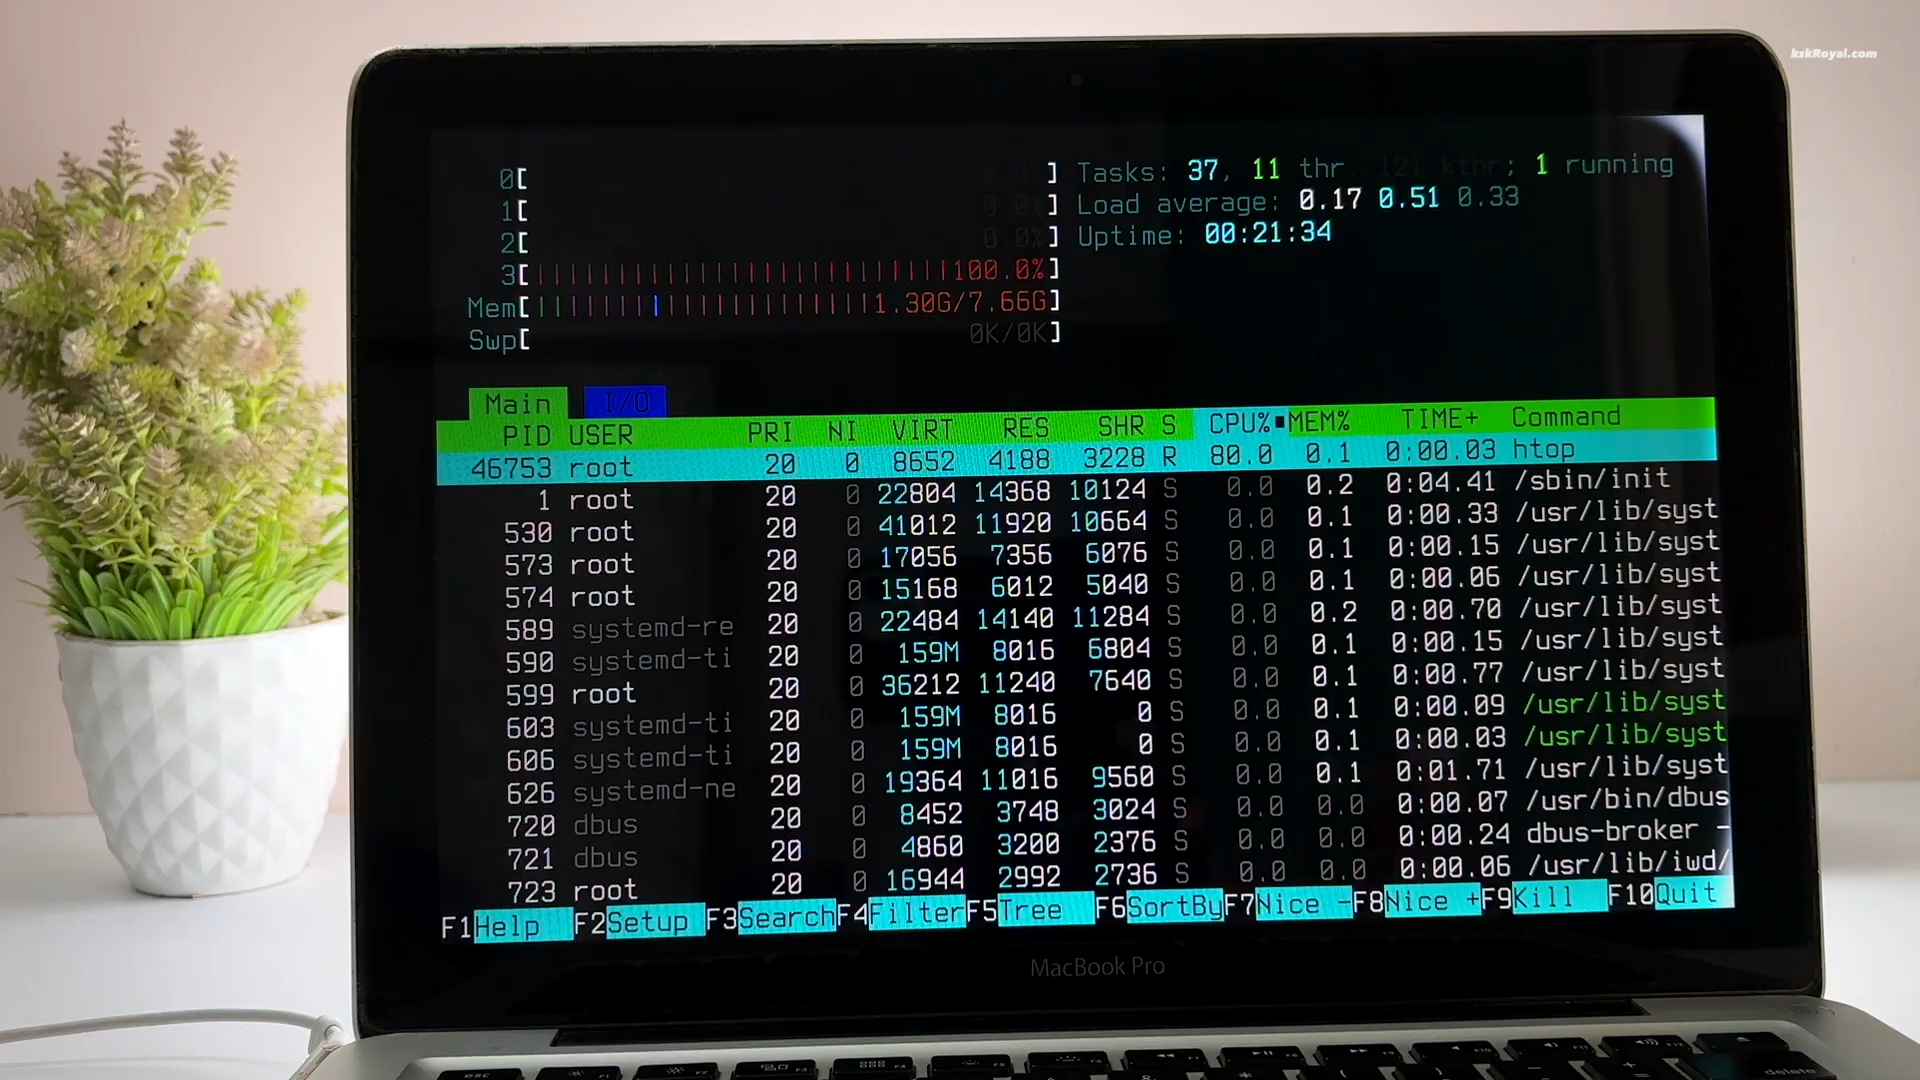 kskRoyal.com
0[ ] Tasks: 37, 11 thr, 121 kthr; 1 running
1[ 0.0%] Load average: 0.17 0.51 0.33
2[ 0.0%] Uptime: 00:21:34
3[ 100.0%]
Mem[ 1.30G/7.66G]
Swp[ 0K/0K]
Main I/O
PID USER PRI NI VIRT RES SHR S CPU% MEM% TIME+ Command
46753 root 20 0 8652 4188 3228 R 80.0 0.1 0:00.03 htop
1 root 20 0 22804 14368 10124 S 0.0 0.2 0:04.41 /sbin/init
530 root 20 0 41012 11920 10664 S 0.0 0.1 0:00.33 /usr/lib/syst
573 root 20 0 17056 7356 6076 S 0.0 0.1 0:00.15 /usr/lib/syst
574 root 20 0 15168 6012 5040 S 0.0 0.1 0:00.06 /usr/lib/syst
589 systemd-re 20 0 22484 14140 11284 S 0.0 0.2 0:00.70 /usr/lib/syst
590 systemd-ti 20 0 159M 8016 6804 S 0.0 0.1 0:00.15 /usr/lib/syst
599 root 20 0 36212 11240 7640 S 0.0 0.1 0:00.77 /usr/lib/syst
603 systemd-ti 20 0 159M 8016 0 S 0.0 0.1 0:00.09 /usr/lib/syst
606 systemd-ti 20 0 159M 8016 0 S 0.0 0.1 0:00.03 /usr/lib/syst
626 systemd-ne 20 0 19364 11016 9560 S 0.0 0.1 0:01.71 /usr/lib/syst
720 dbus 20 0 8452 3748 3024 S 0.0 0.0 0:00.07 /usr/bin/dbus
721 dbus 20 0 4860 3200 2376 S 0.0 0.0 0:00.24 dbus-broker -
723 root 20 0 16944 2992 2736 S 0.0 0.0 0:00.06 /usr/lib/iwd/
F1Help F2Setup F3SearchF4FilterF5Tree F6SortByF7Nice -F8Nice +F9Kill F10Quit
MacBook Pro
esc
delete